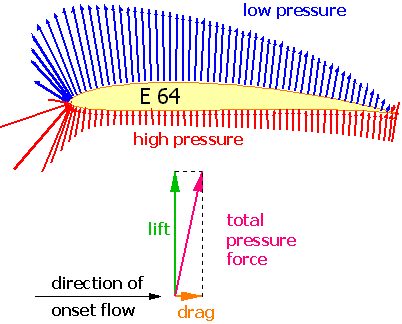 low pressure
E 64
high pressure
lift
total
pressure
force
direction of
onset flow
drag